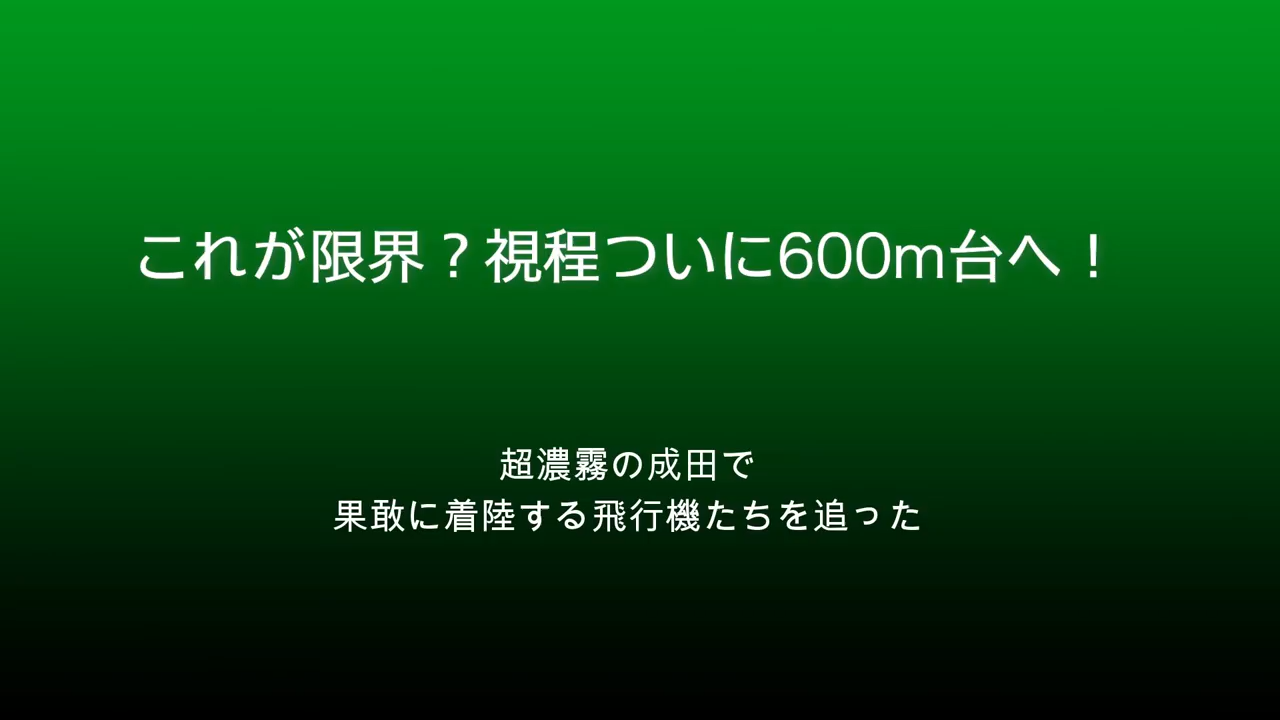 これが限界？視程ついに600m台へ！
超濃霧の成田で
果敢に着陸する飛行機たちを追った